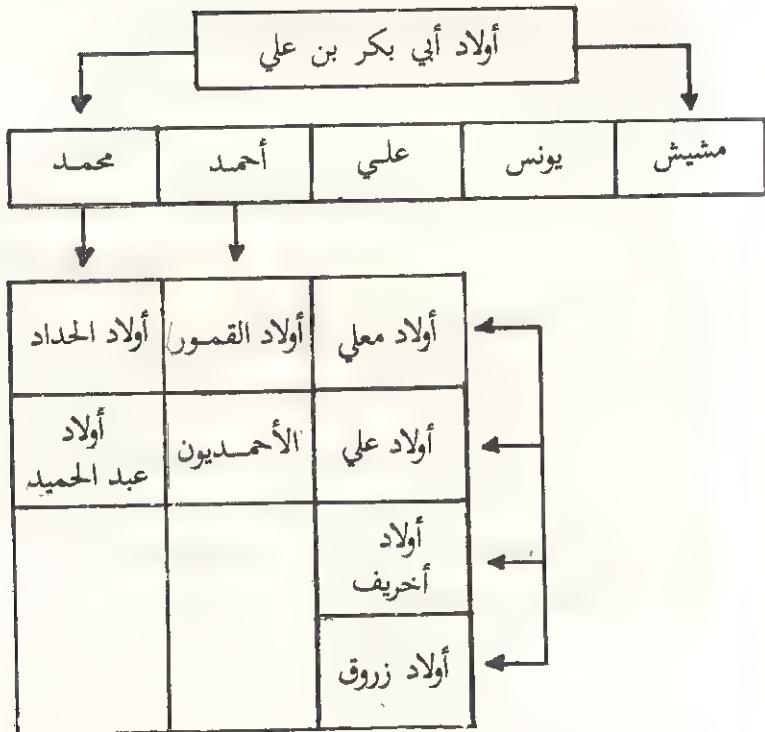 أولاد أبي بكر بن علي
مشيش
يونس
علي
أحمد
محمد
أولاد معلي
أولاد القمور
أولاد الحداد
أولاد علي
الأحمديون
أولاد
عبد الحميد
أولاد
أخريف
أولاد زروق